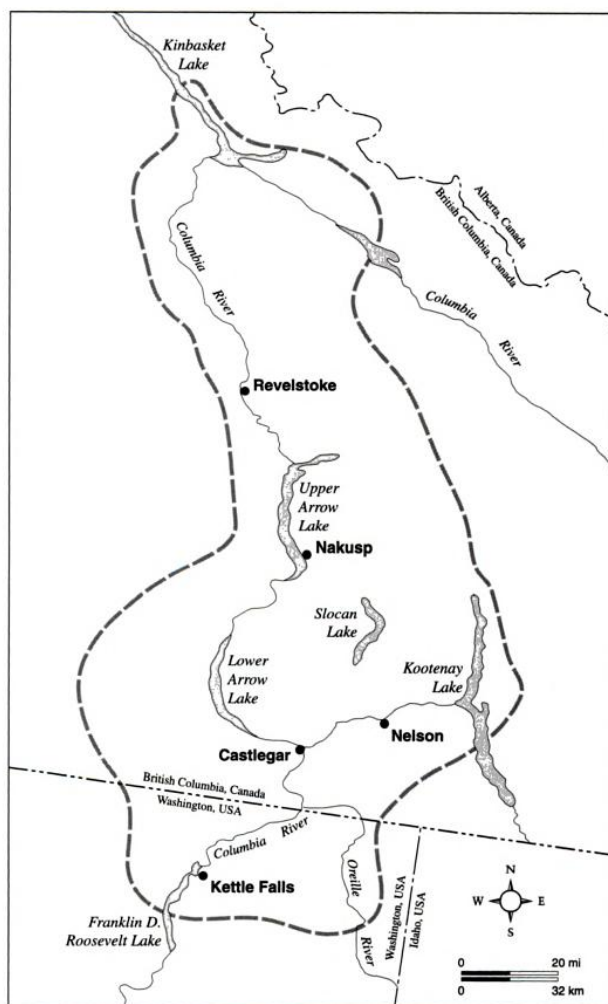 Kinbasket
Lake
Alberta, Canada
British Columbia, Canada
Columbia
River
Columbia
River
Revelstoke
Upper
Arrow
Lake
Nakusp
Slocan
Lake
Kootenay
Lake
Lower
Arrow
Lake
Nelson
Castlegar
British Columbia, Canada
Washington, USA
Columbia
River
Kettle Falls
Oreille
River
Franklin D.
Roosevelt Lake
Washington, USA
Idaho, USA
N
W E
S
0 20 mi
0 32 km